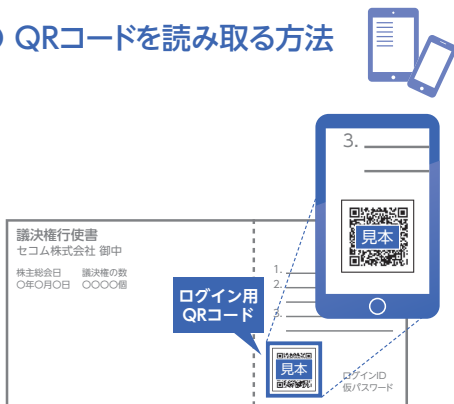 QRコードを読み取る方法
3.
見本
議決権行使書
セコム株式会社 御中
株主総会日 議決権の数
○年○月○日 ○○○○個
1.
2.
3.
ログイン用
QRコード
見本
ログインID
仮パスワード